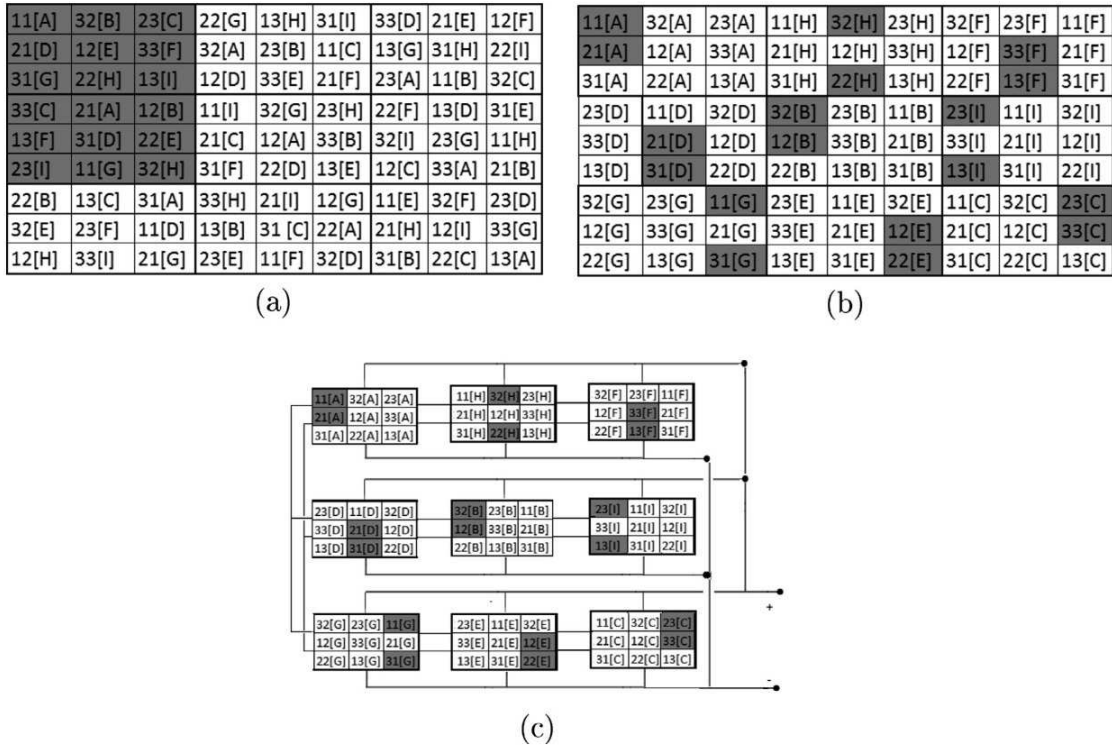 11[A] 32[B] 23[C] 22[G] 13[H] 31[I] 33[D] 21[E] 12[F]
21[D] 12[E] 33[F] 32[A] 23[B] 11[C] 13[G] 31[H] 22[I]
31[G] 22[H] 13[I] 12[D] 33[E] 21[F] 23[A] 11[B] 32[C]
33[C] 21[A] 12[B] 11[I] 32[G] 23[H] 22[F] 13[D] 31[E]
13[F] 31[D] 22[E] 21[C] 12[A] 33[B] 32[I] 23[G] 11[H]
23[I] 11[G] 32[H] 31[F] 22[D] 13[E] 12[C] 33[A] 21[B]
22[B] 13[C] 31[A] 33[H] 21[I] 12[G] 11[E] 32[F] 23[D]
32[E] 23[F] 11[D] 13[B] 31 [C] 22[A] 21[H] 12[I] 33[G]
12[H] 33[I] 21[G] 23[E] 11[F] 32[D] 31[B] 22[C] 13[A]
(a)
11[A] 32[A] 23[A] 11[H] 32[H] 23[H] 32[F] 23[F] 11[F]
21[A] 12[A] 33[A] 21[H] 12[H] 33[H] 12[F] 33[F] 21[F]
31[A] 22[A] 13[A] 31[H] 22[H] 13[H] 22[F] 13[F] 31[F]
23[D] 11[D] 32[D] 32[B] 23[B] 11[B] 23[I] 11[I] 32[I]
33[D] 21[D] 12[D] 12[B] 33[B] 21[B] 33[I] 21[I] 12[I]
13[D] 31[D] 22[D] 22[B] 13[B] 31[B] 13[I] 31[I] 22[I]
32[G] 23[G] 11[G] 23[E] 11[E] 32[E] 11[C] 32[C] 23[C]
12[G] 33[G] 21[G] 33[E] 21[E] 12[E] 21[C] 12[C] 33[C]
22[G] 13[G] 31[G] 13[E] 31[E] 22[E] 31[C] 22[C] 13[C]
(b)
11[A] 32[A] 23[A] 11[H] 32[H] 23[H] 32[F] 23[F] 11[F]
21[A] 12[A] 33[A] 21[H] 12[H] 33[H] 12[F] 33[F] 21[F]
31[A] 22[A] 13[A] 31[H] 22[H] 13[H] 22[F] 13[F] 31[F]
23[D] 11[D] 32[D] 32[B] 23[B] 11[B] 23[I] 11[I] 32[I]
33[D] 21[D] 12[D] 12[B] 33[B] 21[B] 33[I] 21[I] 12[I]
13[D] 31[D] 22[D] 22[B] 13[B] 31[B] 13[I] 31[I] 22[I]
+
32[G] 23[G] 11[G] 23[E] 11[E] 32[E] 11[C] 32[C] 23[C]
12[G] 33[G] 21[G] 33[E] 21[E] 12[E] 21[C] 12[C] 33[C]
22[G] 13[G] 31[G] 13[E] 31[E] 22[E] 31[C] 22[C] 13[C]
-
(c)